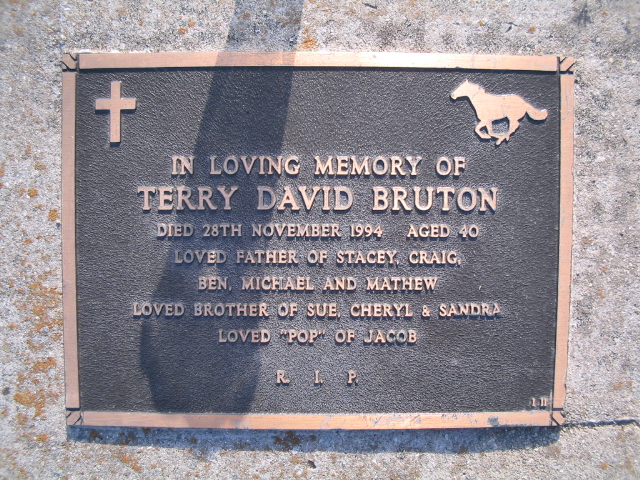 IN LOVING MEMORY OF
TERRY DAVID BRUTON
DIED 28TH NOVEMBER 1994 AGED 40
LOVED FATHER OF STACEY, CRAIG,
BEN, MICHAEL AND MATHEW
LOVED BROTHER OF SUE, CHERYL & SANDRA
LOVED "POP" OF JACOB
R. I. P.